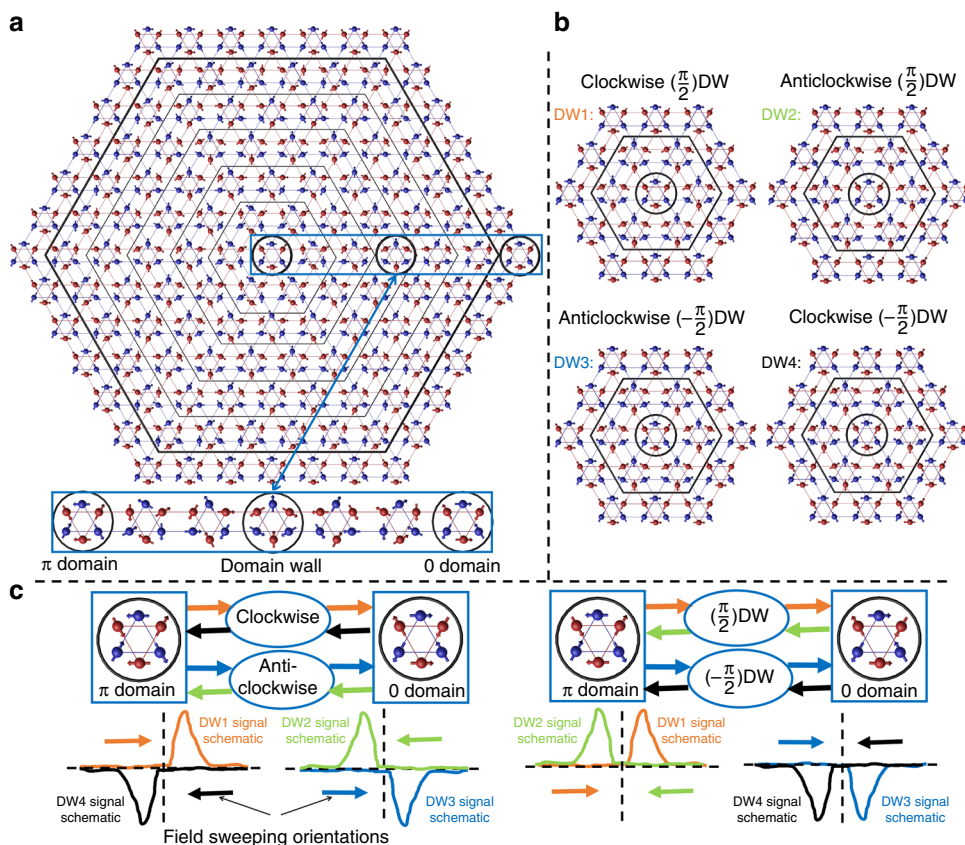 a
b
Clockwise (π/2)DW
Anticlockwise (π/2)DW
DW1:
DW2:
Anticlockwise (−π/2)DW
Clockwise (−π/2)DW
DW3:
DW4:
π domain
Domain wall
0 domain
c
Clockwise
Anti-
clockwise
π domain
0 domain
(π/2)DW
(−π/2)DW
π domain
0 domain
DW1 signal
schematic
DW2 signal
schematic
DW4 signal
schematic
DW3 signal
schematic
Field sweeping orientations
DW2 signal
schematic
DW1 signal
schematic
DW4 signal
schematic
DW3 signal
schematic